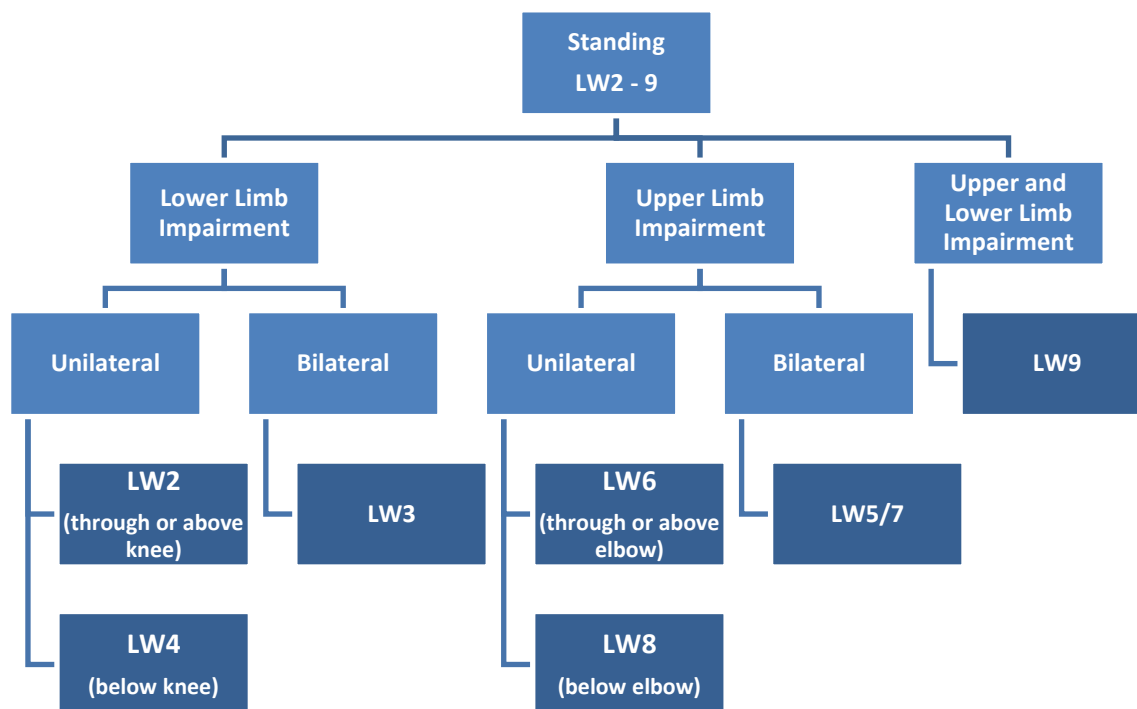 Standing
LW2 - 9
Lower Limb
Impairment
Upper Limb
Impairment
Upper and
Lower Limb
Impairment
Unilateral
Bilateral
Unilateral
Bilateral
LW9
LW2
(through or above
knee)
LW3
LW6
(through or above
elbow)
LW5/7
LW4
(below knee)
LW8
(below elbow)